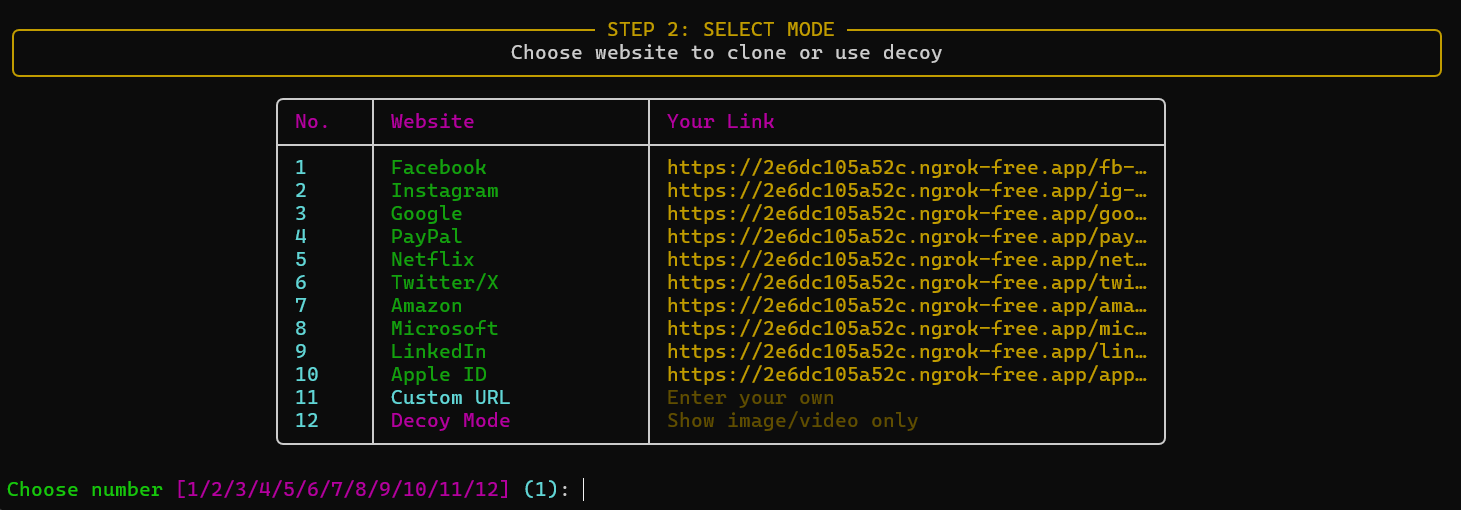 STEP 2: SELECT MODE
Choose website to clone or use decoy
No. Website Your Link
1 Facebook https://2e6dc105a52c.ngrok-free.app/fb-…
2 Instagram https://2e6dc105a52c.ngrok-free.app/ig-…
3 Google https://2e6dc105a52c.ngrok-free.app/goo…
4 PayPal https://2e6dc105a52c.ngrok-free.app/pay…
5 Netflix https://2e6dc105a52c.ngrok-free.app/net…
6 Twitter/X https://2e6dc105a52c.ngrok-free.app/twi…
7 Amazon https://2e6dc105a52c.ngrok-free.app/ama…
8 Microsoft https://2e6dc105a52c.ngrok-free.app/mic…
9 LinkedIn https://2e6dc105a52c.ngrok-free.app/lin…
10 Apple ID https://2e6dc105a52c.ngrok-free.app/app…
11 Custom URL Enter your own
12 Decoy Mode Show image/video only
Choose number [1/2/3/4/5/6/7/8/9/10/11/12] (1):